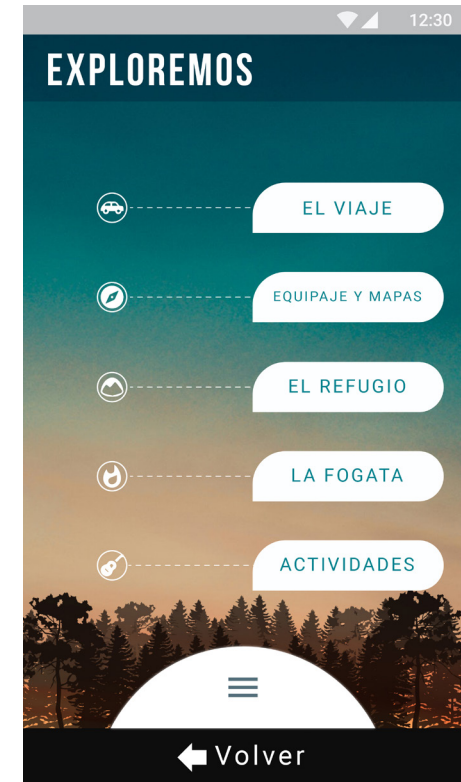 12:30
EXPLOREMOS
EL VIAJE
EQUIPAJE Y MAPAS
EL REFUGIO
LA FOGATA
ACTIVIDADES
Volver